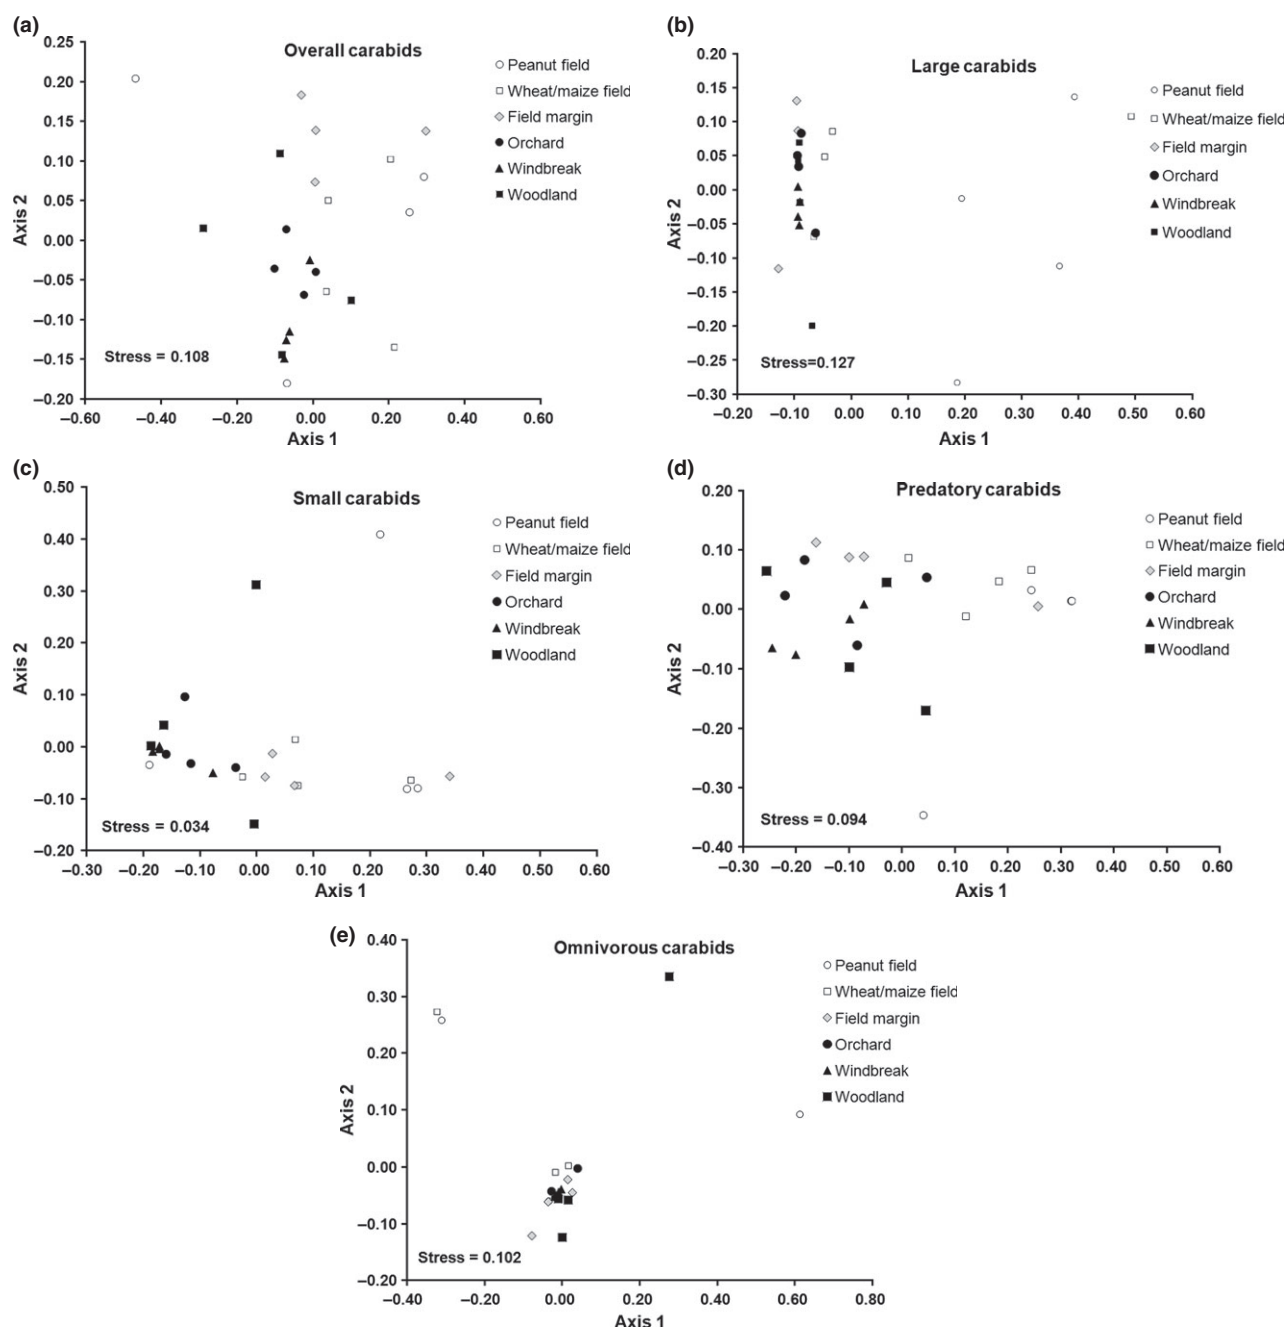 (a)
Overall carabids
0.25
0.20
0.15
0.10
0.05
0.00
–0.05
–0.10
–0.15
–0.20
Axis 2
Peanut field
Wheat/maize field
Field margin
Orchard
Windbreak
Woodland
Stress = 0.108
–0.60 –0.40 –0.20 0.00 0.20 0.40 0.60
Axis 1
(b)
Large carabids
0.20
0.15
0.10
0.05
0.00
–0.05
–0.10
–0.15
–0.20
–0.25
–0.30
Axis 2
Peanut field
Wheat/maize field
Field margin
Orchard
Windbreak
Woodland
Stress=0.127
–0.20 –0.10 0.00 0.10 0.20 0.30 0.40 0.50 0.60
Axis 1
(c)
Small carabids
0.50
0.40
0.30
0.20
0.10
0.00
–0.10
–0.20
Axis 2
Peanut field
Wheat/maize field
Field margin
Orchard
Windbreak
Woodland
Stress = 0.034
–0.30 –0.20 –0.10 0.00 0.10 0.20 0.30 0.40 0.50 0.60
Axis 1
(d)
Predatory carabids
0.20
0.10
0.00
–0.10
–0.20
–0.30
–0.40
Axis 2
Peanut field
Wheat/maize field
Field margin
Orchard
Windbreak
Woodland
Stress = 0.094
–0.30 –0.20 –0.10 0.00 0.10 0.20 0.30 0.40 0.50 0.60
Axis 1
(e)
Omnivorous carabids
0.40
0.30
0.20
0.10
0.00
–0.10
–0.20
Axis 2
Peanut field
Wheat/maize field
Field margin
Orchard
Windbreak
Woodland
Stress = 0.102
–0.40 –0.20 0.00 0.20 0.40 0.60 0.80
Axis 1